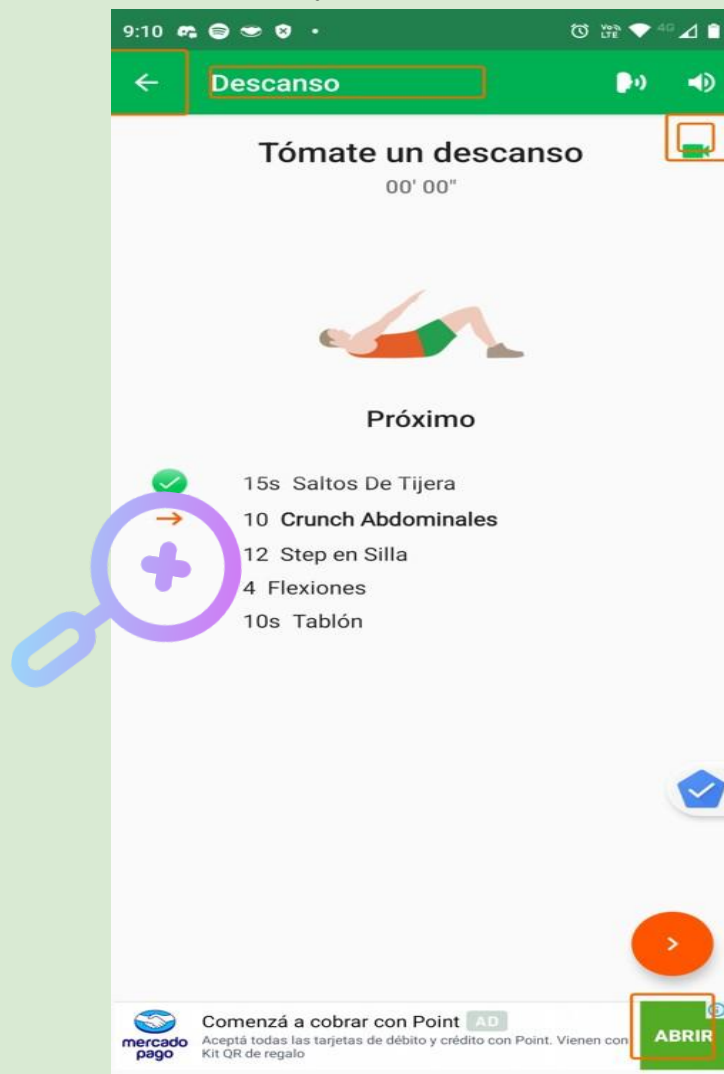 9:10
VoLTE 4G
Descanso
Tómate un descanso
00' 00"
Próximo
15s Saltos De Tijera
10 Crunch Abdominales
12 Step en Silla
4 Flexiones
10s Tablón
Comenzá a cobrar con Point AD
Aceptá todas las tarjetas de débito y crédito con Point. Vienen con
Kit QR de regalo
mercado
pago
ABRIR